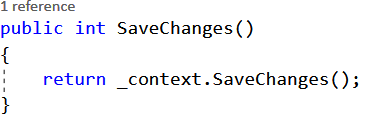 1 reference
public int SaveChanges()
{
    return _context.SaveChanges();
}